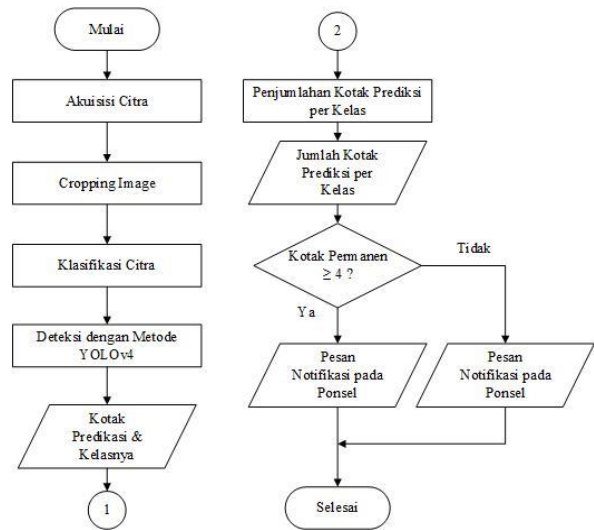 Mulai
Akuisisi Citra
Cropping Image
Klasifikasi Citra
Deteksi dengan Metode
YOLOv4
Kotak
Predikasi &
Kelasnya
1
2
Penjumlahan Kotak Prediksi
per Kelas
Jumlah Kotak
Prediksi per
Kelas
Kotak Permanen
≥ 4 ?
Tidak
Ya
Pesan
Notifikasi pada
Ponsel
Pesan
Notifikasi pada
Ponsel
Selesai